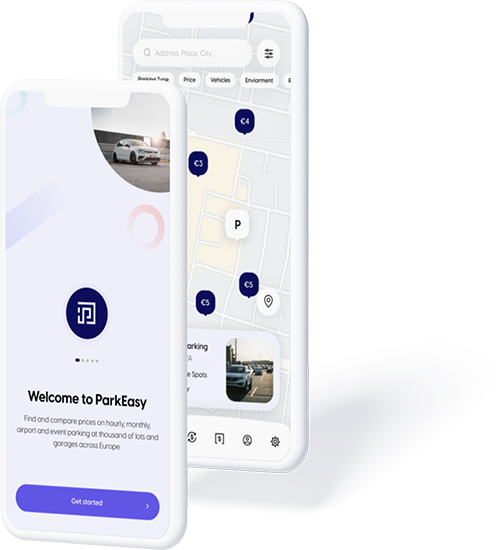 Address, Place, City..
Parking Type Price Vehicles Enviorment
€4
€3
P
€5
€5
arking
e Spots
Welcome to ParkEasy
Find and compare prices on hourly, monthly,
airport and event parking at thousand of lots and
garages across Europe.
Get started